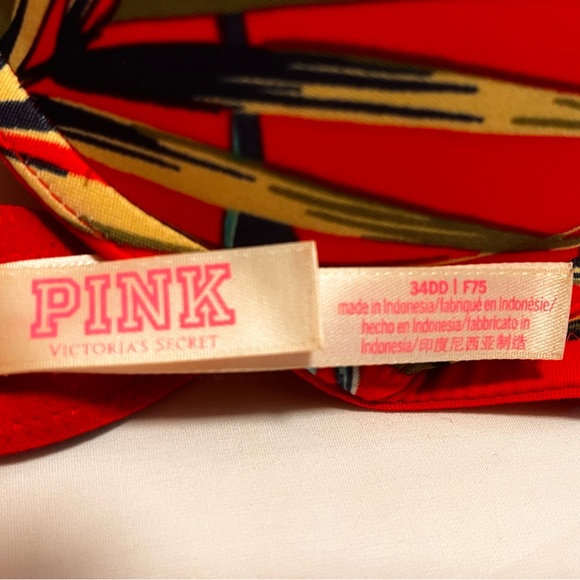 PINK
VICTORIA'S SECRET
34DD | F75
made in Indonesia/fabriqué en Indonésie/
hecho en Indonesia/fabbricato in
Indonesia/印度尼西亚制造